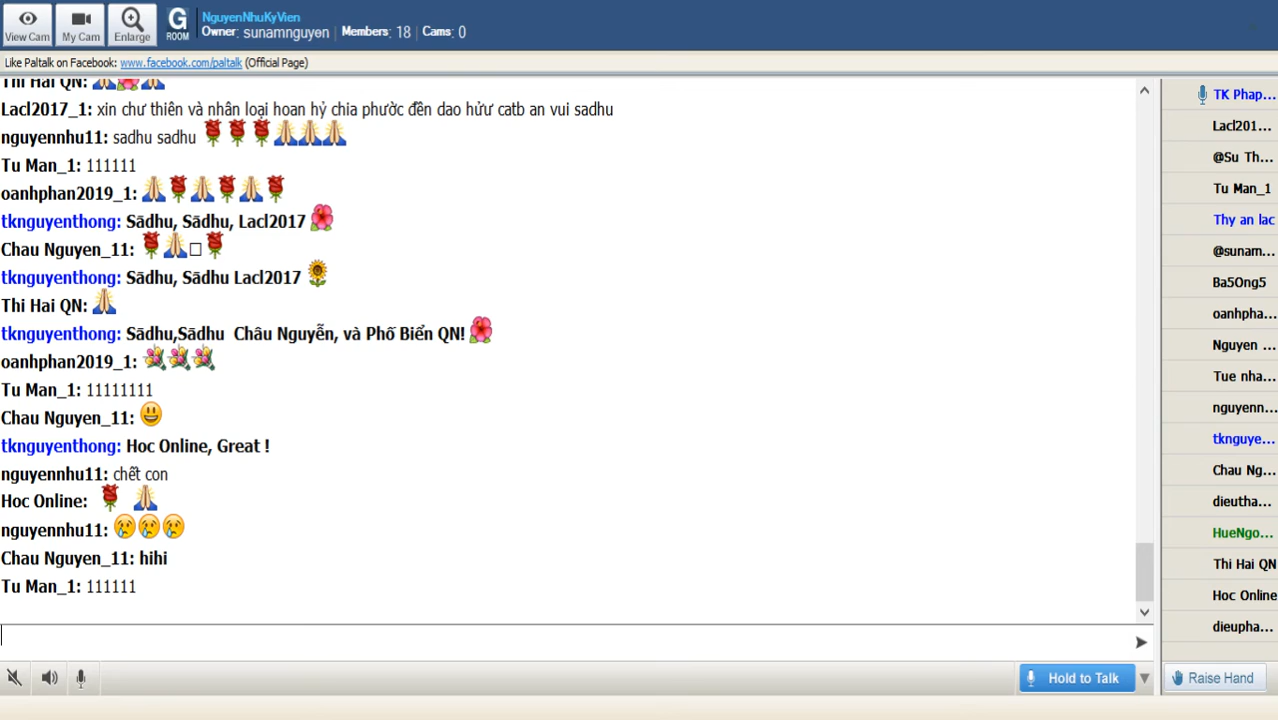 View Cam
My Cam
Enlarge
G
ROOM
NguyenNhuKyVien
Owner: sunamnguyen | Members: 18 | Cams: 0
Like Paltalk on Facebook: www.facebook.com/paltalk (Official Page)
Thi Hai QN:
Lacl2017_1: xin chư thiên và nhân loại hoan hỷ chia phước đên dao hửư catb an vui sadhu
nguyennhu11: sadhu sadhu
Tu Man_1: 111111
oanhphan2019_1:
tknguyenthong: Sādhu, Sādhu, Lacl2017
Chau Nguyen_11:
tknguyenthong: Sādhu, Sādhu Lacl2017
Thi Hai QN:
tknguyenthong: Sādhu,Sādhu Châu Nguyễn, và Phố Biển QN!
oanhphan2019_1:
Tu Man_1: 11111111
Chau Nguyen_11:
tknguyenthong: Hoc Online, Great !
nguyennhu11: chết con
Hoc Online:
nguyennhu11:
Chau Nguyen_11: hihi
Tu Man_1: 111111
TK Phap...
Lacl201...
@Su Th...
Tu Man_1
Thy an lac
@sunam...
Ba5Ong5
oanhpha...
Nguyen ...
Tue nha...
nguyenn...
tknguye...
Chau Ng...
dieutha...
HueNgo...
Thi Hai QN
Hoc Online
dieupha...
Hold to Talk
Raise Hand